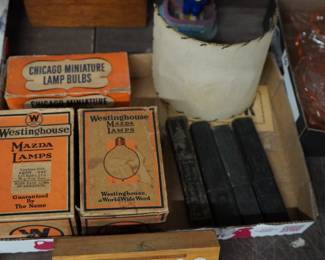 CHICAGO MINIATURE
LAMP BULBS
CHICAGO MINIATURE
W
Westinghouse
MAZDA
LAMPS
Guaranteed
By
The Name
W
Westinghouse
MAZDA
LAMPS
Westinghouse,
a World Wide Word